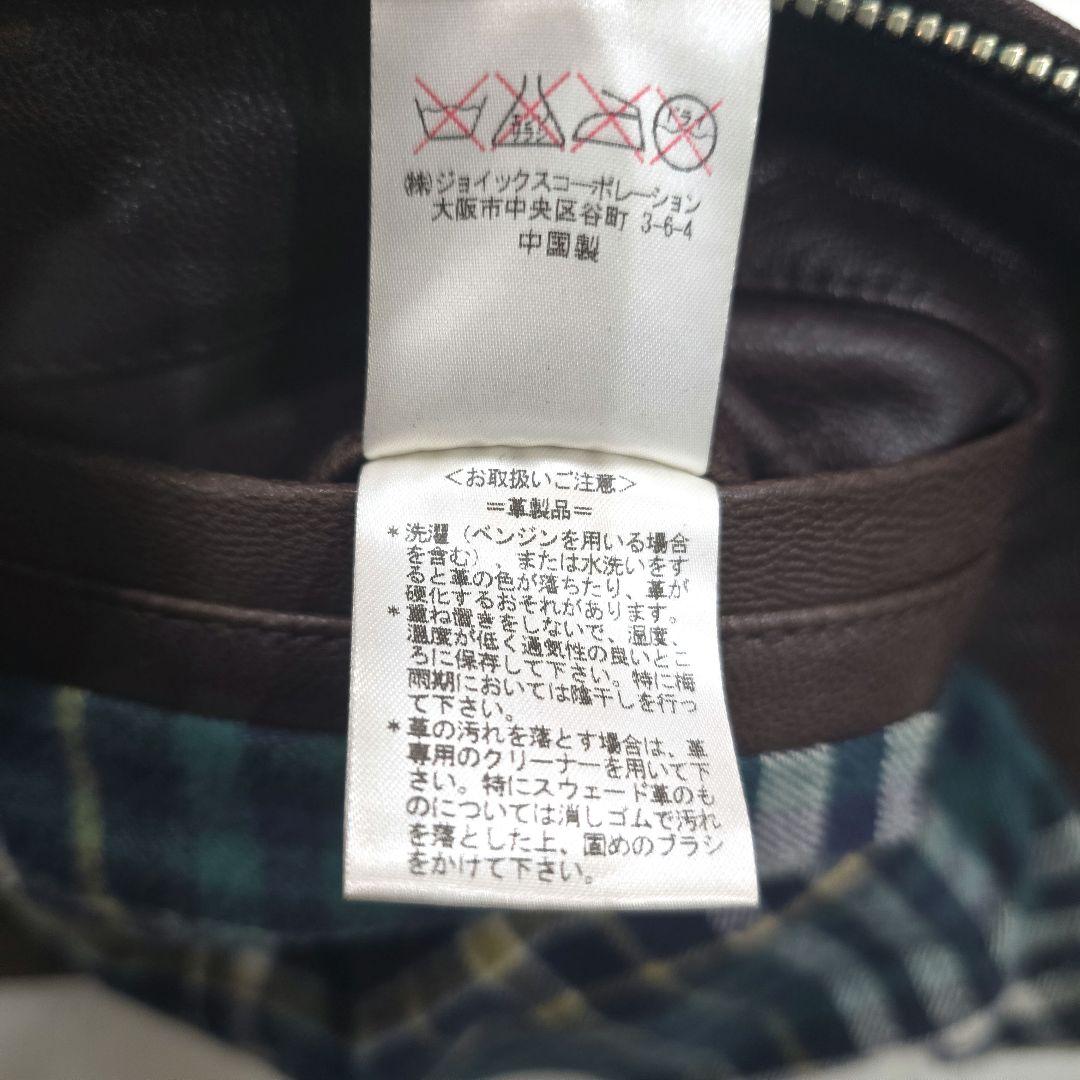 エンソ
サラシ
ドライ
㈱ジョイックスコーポレーション
大阪市中央区谷町 3-6-4
中国製
＜お取扱いご注意＞
＝革製品＝
*洗濯（ベンジンを用いる場合
を含む）、または水洗いをす
ると革の色が落ちたり、革が
硬化するおそれがあります。
*重ね置きをしないで、湿度、
温度が低く通気性の良いとこ
ろに保存して下さい。特に梅
雨期においては陰干しを行っ
て下さい。
*革の汚れを落とす場合は、革
専用のクリーナーを用いて下
さい。特にスウェード革のも
のについては消しゴムで汚れ
を落とした上、固めのブラシ
をかけて下さい。